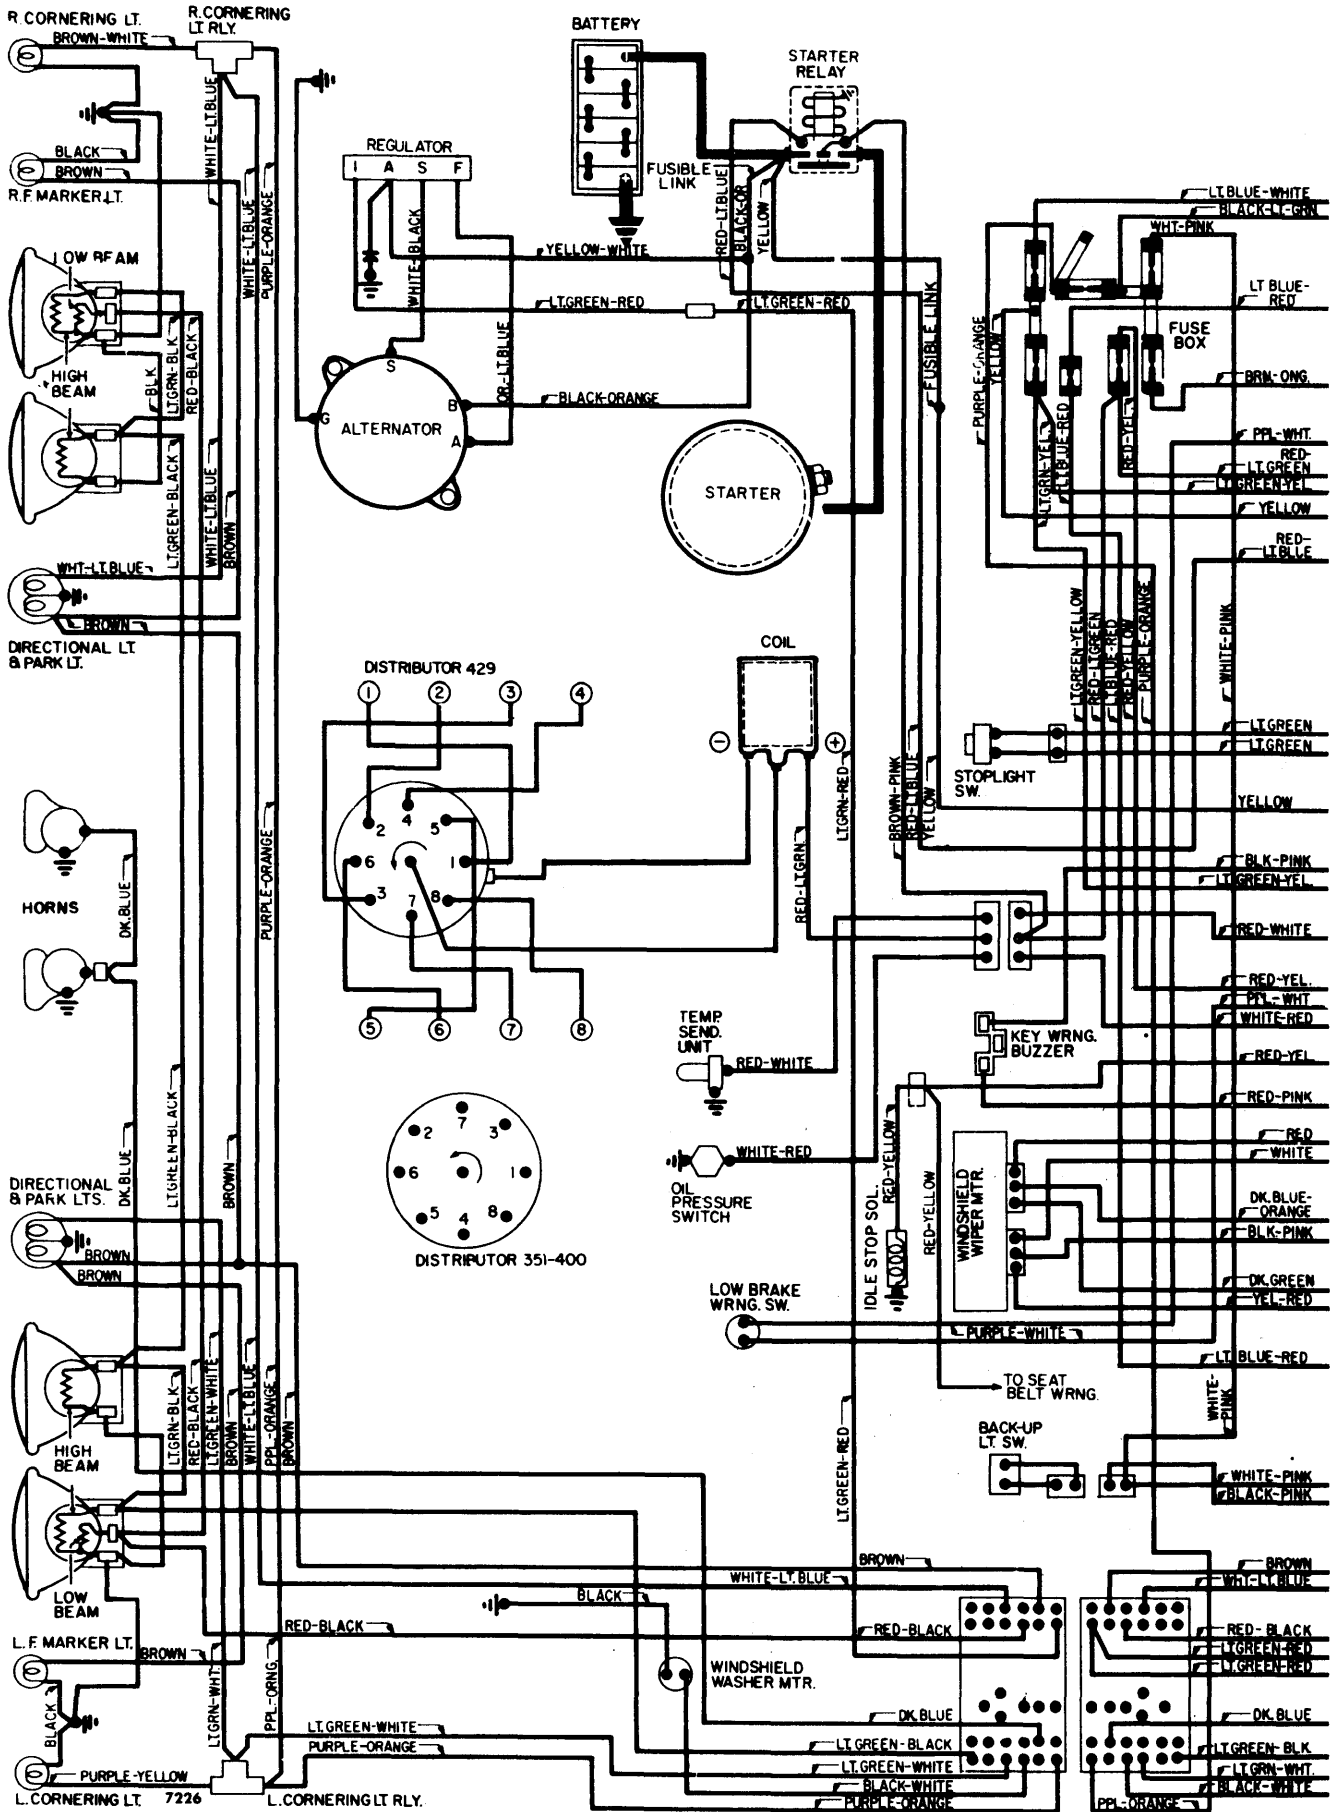 R. CORNERING LT.
BROWN-WHITE
R. CORNERING
LT. RLY.
BLACK
BROWN
R.F. MARKER LT.
WHITE-LT.BLUE
WHITE-LT.BLUE
PURPLE-ORANGE
LOW BEAM
HIGH
BEAM
BLK
LT.GRN-BLK
RED-BLACK
LT.GREEN-BLACK
WHITE-LT.BLUE
BROWN
WHT-LT.BLUE
BROWN
DIRECTIONAL LT.
& PARK LT.
HORNS
DK.BLUE
PURPLE-ORANGE
DK.BLUE
LT.GREEN-BLACK
BROWN
DIRECTIONAL
& PARK LTS.
BROWN
BROWN
HIGH
BEAM
LT.GRN-BLK
RED-BLACK
LT.GREEN-WHITE
BROWN
WHITE-LT.BLUE
PPL-ORANGE
BROWN
LOW
BEAM
L.F. MARKER LT.
BROWN
BLACK
LT.GRN-WHT.
PPL-ORNG.
PURPLE-YELLOW
L. CORNERING LT.
7226
L. CORNERING LT RLY.
BATTERY
STARTER
RELAY
REGULATOR
I A S F
FUSIBLE
LINK
RED-LT.BLUE
BLACK-OR
YELLOW
WHITE-BLACK
YELLOW-WHITE
LT.GREEN-RED
LT.GREEN-RED
OR-LT.BLUE
BLACK-ORANGE
FUSIBLE LINK
S
G
B
A
ALTERNATOR
STARTER
COIL
-
+
DISTRIBUTOR 429
1 2 3 4
2 4 5
6 1
3 7 8
5 6 7 8
RED-LT.GRN
LT.GRN-RED
BROWN-PINK
RED-LT.BLUE
YELLOW
TEMP.
SEND.
UNIT
RED-WHITE
2 7 3
6 1
5 4 8
DISTRIBUTOR 351-400
WHITE-RED
OIL
PRESSURE
SWITCH
RED-YELLOW
IDLE STOP SOL.
RED-YELLOW
WINDSHIELD
WIPER MTR.
LOW BRAKE
WRNG. SW.
PURPLE-WHITE
TO SEAT
BELT WRNG.
LT.GREEN-RED
BACK-UP
LT. SW.
BROWN
WHITE-LT.BLUE
BLACK
RED-BLACK
RED-BLACK
WINDSHIELD
WASHER MTR.
DK.BLUE
LT.GREEN-WHITE
PURPLE-ORANGE
LT.GREEN-BLACK
LT.GREEN-WHITE
BLACK-WHITE
PURPLE-ORANGE
LT.BLUE-WHITE
BLACK-LT-GRN
WHT-PINK
LT BLUE-
RED
FUSE
BOX
PURPLE-ORANGE
YELLOW
BRN-ONG.
LT.GRN-YEL.
LT.BLUE-RED
RED-YEL.
PPL-WHT.
RED-
LT.GREEN
LT.GREEN-YEL.
YELLOW
RED-
LT.BLUE
LT.GREEN-YELLOW
RED-LT.GREEN
LT.BLUE-RED
RED-YELLOW
PURPLE-ORANGE
WHITE-PINK
LT.GREEN
LT.GREEN
STOPLIGHT
SW.
YELLOW
BLK-PINK
LT.GREEN-YEL.
RED-WHITE
RED-YEL.
PPL-WHT
WHITE-RED
KEY WRNG.
BUZZER
RED-YEL
RED-PINK
RED
WHITE
DK.BLUE-
ORANGE
BLK-PINK
DK.GREEN
YEL-RED
LT. BLUE-RED
WHITE-
PINK
WHITE-PINK
BLACK-PINK
BROWN
WHT-LT.BLUE
RED-BLACK
LT.GREEN-RED
LT.GREEN-RED
DK.BLUE
LT.GREEN-BLK.
LT.GRN-WHT.
BLACK-WHITE
PPL-ORANGE